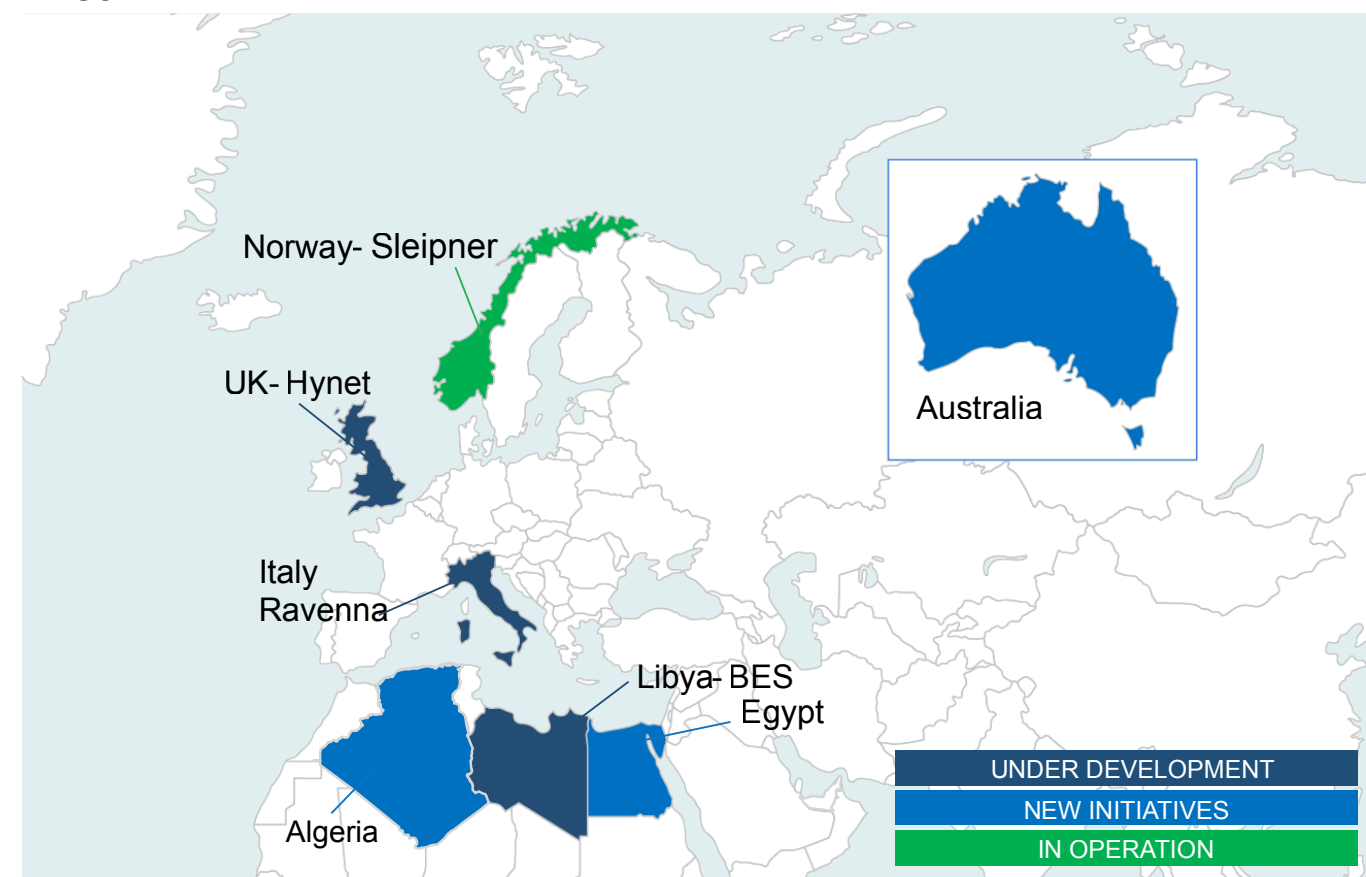 Norway- Sleipner
UK- Hynet
Italy
Ravenna
Libya- BES
Egypt
Algeria
Australia
UNDER DEVELOPMENT
NEW INITIATIVES
IN OPERATION